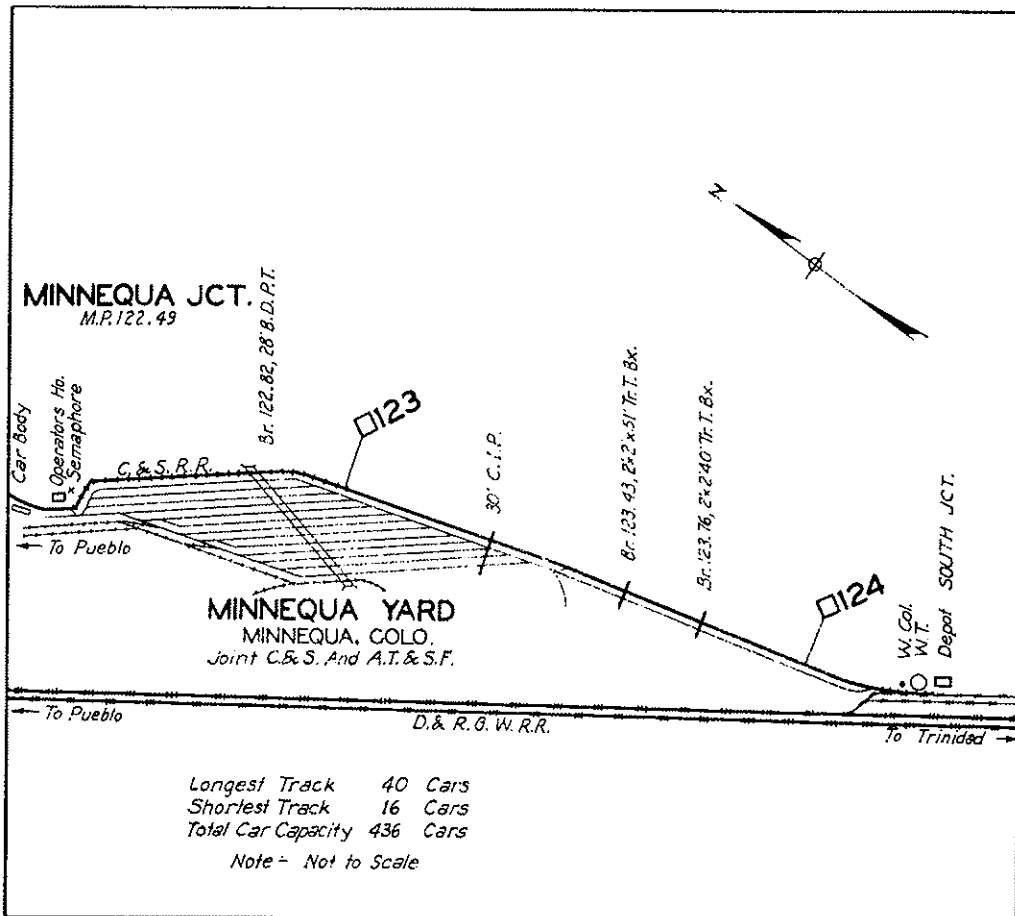 N
MINNEQUA JCT.
M.P. 122.49
Car Body
Operators Ho.
Semaphore
C. & S. R. R.
Br. 122.82, 28' B. D. P. T.
123
30" C. I. P.
Br. 123.43, 2'x2'x51' Tr. T. Bx.
Br. 123.76, 2'x2'40' Tr. T. Bx.
124
W. Col.
W. T.
Depot SOUTH JCT.
To Pueblo
MINNEQUA YARD
MINNEQUA, COLO.
Joint C. & S. And A. T. & S. F.
To Pueblo
D. & R. G. W. R. R.
To Trinidad
Longest Track 40 Cars
Shortest Track 16 Cars
Total Car Capacity 436 Cars
Note - Not to Scale